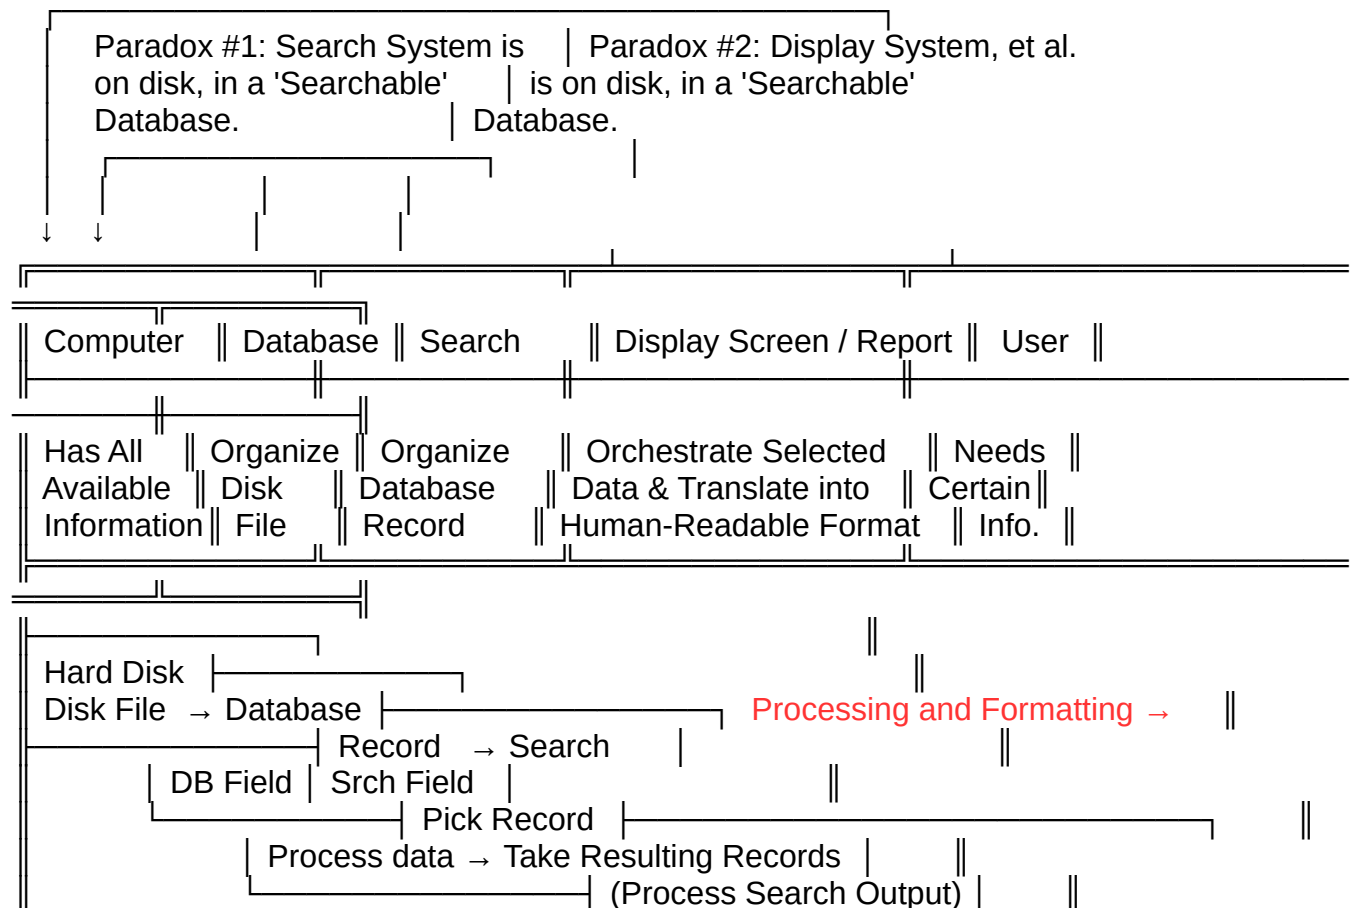 Paradox #1: Search System is │ Paradox #2: Display System, et al.
on disk, in a 'Searchable' │ is on disk, in a 'Searchable'
Database. │ Database.
↓ ↓
║ Computer ║ Database ║ Search ║ Display Screen / Report ║ User ║
║ Has All ║ Organize ║ Organize ║ Orchestrate Selected ║ Needs ║
║ Available ║ Disk ║ Database ║ Data & Translate into ║ Certain║
║ Information║ File ║ Record ║ Human-Readable Format ║ Info. ║
║ Hard Disk ├
║ Disk File → Database ├ Processing and Formatting → ║
Record → Search │ ║
║ │ DB Field │ Srch Field │ ║
║ Pick Record ├ ║
║ │ Process data → Take Resulting Records │ ║
║ (Process Search Output) │ ║